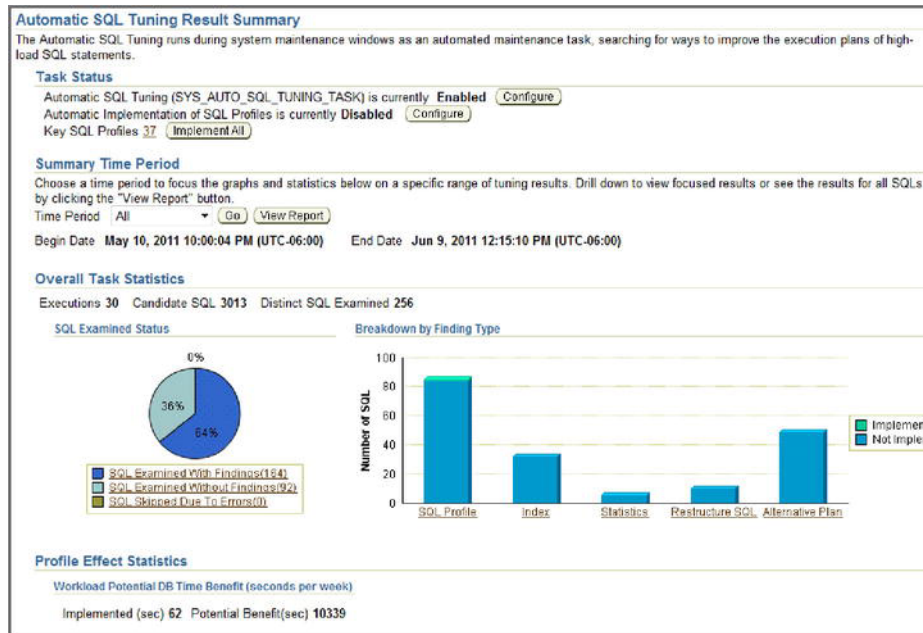 Automatic SQL Tuning Result Summary
The Automatic SQL Tuning runs during system maintenance windows as an automated maintenance task, searching for ways to improve the execution plans of high-
load SQL statements.
Task Status
Automatic SQL Tuning (SYS_AUTO_SQL_TUNING_TASK) is currently Enabled Configure
Automatic Implementation of SQL Profiles is currently Disabled Configure
Key SQL Profiles 37 Implement All
Summary Time Period
Choose a time period to focus the graphs and statistics below on a specific range of tuning results. Drill down to view focused results or see the results for all SQLs
by clicking the "View Report" button.
Time Period All Go View Report
Begin Date May 10, 2011 10:00:04 PM (UTC-06:00) End Date Jun 9, 2011 12:15:10 PM (UTC-06:00)
Overall Task Statistics
Executions 30 Candidate SQL 3013 Distinct SQL Examined 256
SQL Examined Status
0%
36%
64%
SQL Examined With Findings(164)
SQL Examined Without Findings(92)
SQL Skipped Due To Errors(0)
Breakdown by Finding Type
Number of SQL
100
80
60
40
20
0
SQL Profile Index Statistics Restructure SQL Alternative Plan
Implemen
Not Imple
Profile Effect Statistics
Workload Potential DB Time Benefit (seconds per week)
Implemented (sec) 62 Potential Benefit(sec) 10339